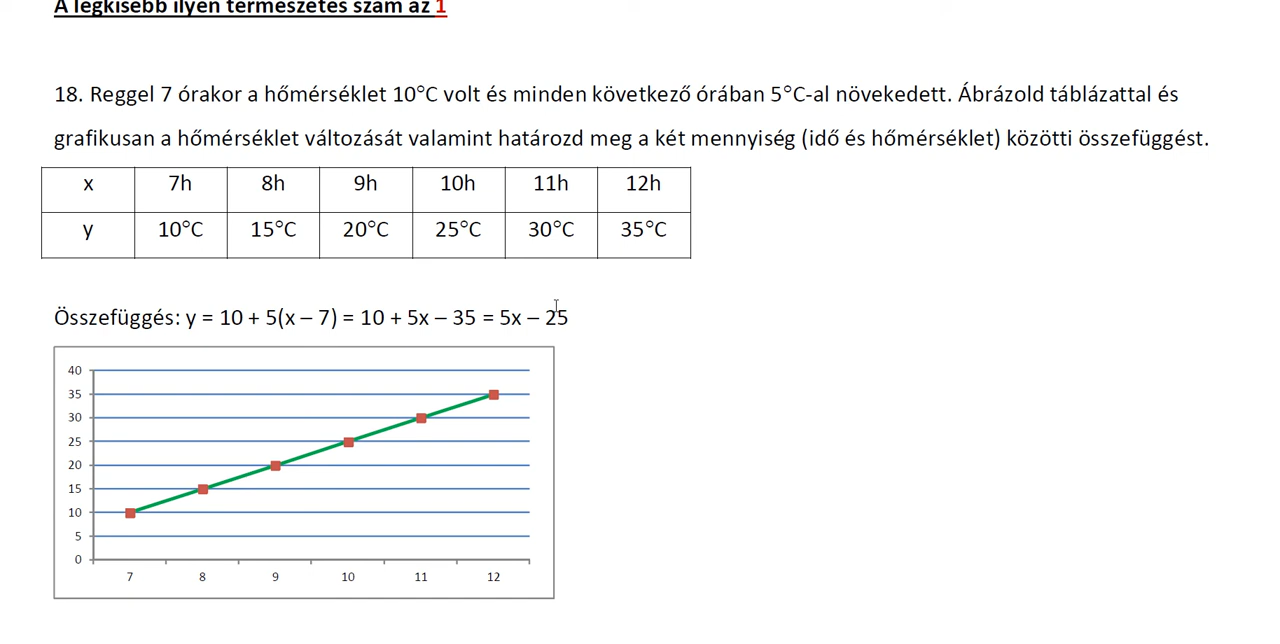 A legkisebb ilyen természetes szám az 1
18. Reggel 7 órakor a hőmérséklet 10°C volt és minden következő órában 5°C-al növekedett. Ábrázold táblázattal és
grafikusan a hőmérséklet változását valamint határozd meg a két mennyiség (idő és hőmérséklet) közötti összefüggést.
x 7h 8h 9h 10h 11h 12h
y 10°C 15°C 20°C 25°C 30°C 35°C
Összefüggés: y = 10 + 5(x – 7) = 10 + 5x – 35 = 5x – 25
40
35
30
25
20
15
10
5
0
7 8 9 10 11 12